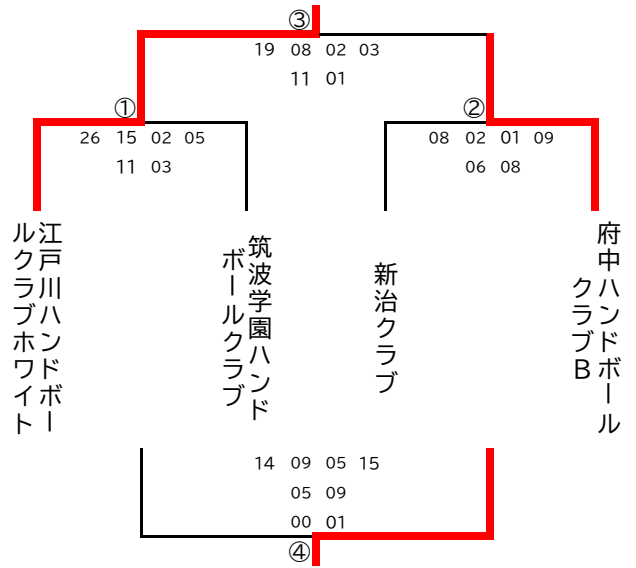 ③
19 08 02 03
11 01
①
26 15 02 05
11 03
②
08 02 01 09
06 08
江戸川ハンドボー
ルクラブホワイト
筑波学園ハンド
ボールクラブ
新治クラブ
府中ハンドボール
クラブB
14 09 05 15
05 09
00 01
④